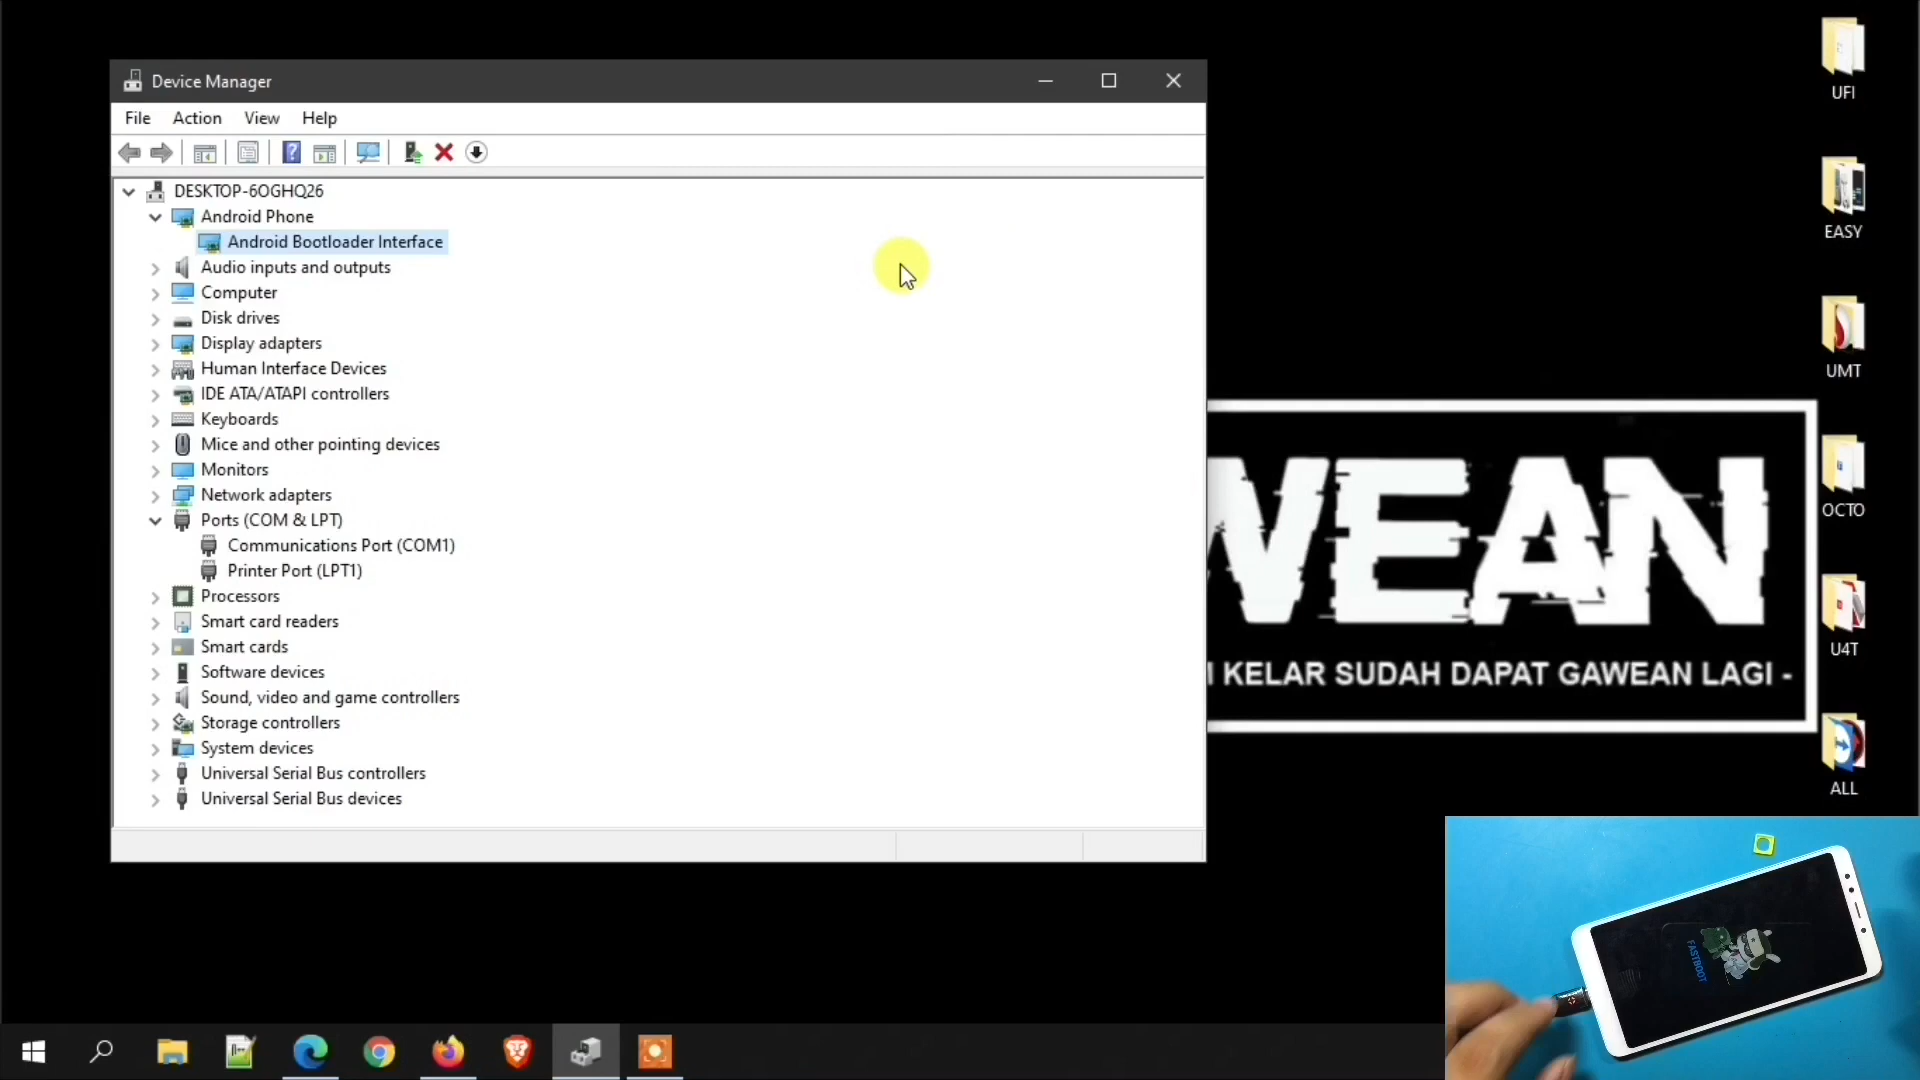 Device Manager
File Action View Help
DESKTOP-6OGHQ26
Android Phone
Android Bootloader Interface
Audio inputs and outputs
Computer
Disk drives
Display adapters
Human Interface Devices
IDE ATA/ATAPI controllers
Keyboards
Mice and other pointing devices
Monitors
Network adapters
Ports (COM & LPT)
Communications Port (COM1)
Printer Port (LPT1)
Processors
Smart card readers
Smart cards
Software devices
Sound, video and game controllers
Storage controllers
System devices
Universal Serial Bus controllers
Universal Serial Bus devices
UFI
EASY
UMT
OCTO
U4T
ALL
WEAN
KELAR SUDAH DAPAT GAWEAN LAGI -
FASTBOOT